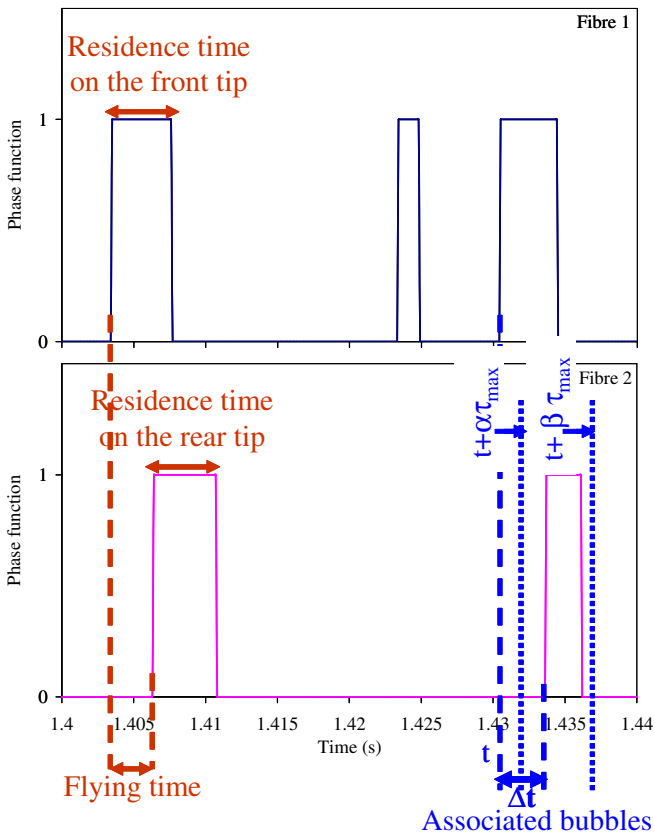 Fibre 1
Residence time
on the front tip
1
Phase function
0
Fibre 2
t+ατmax
t+ β τmax
Residence time
on the rear tip
1
Phase function
0
1.4 1.405 1.41 1.415 1.42 1.425 1.43 1.435 1.44
Time (s)
t
Flying time
Δt
Associated bubbles